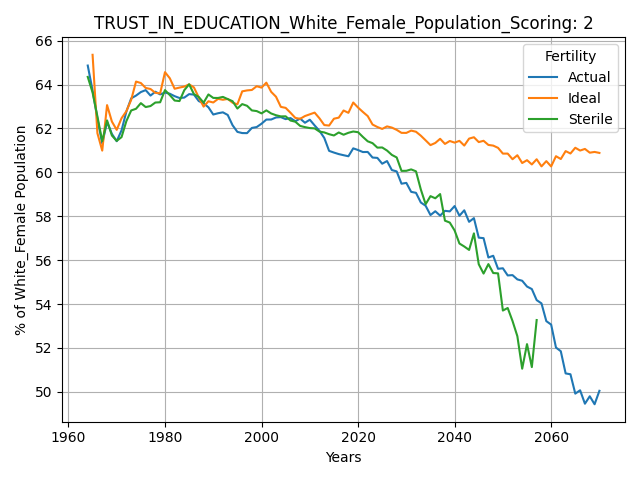 TRUST_IN_EDUCATION_White_Female_Population_Scoring: 2
% of White_Female Population
66
64
62
60
58
56
54
52
50
1960
1980
2000
2020
2040
2060
Years
Fertility
Actual
Ideal
Sterile